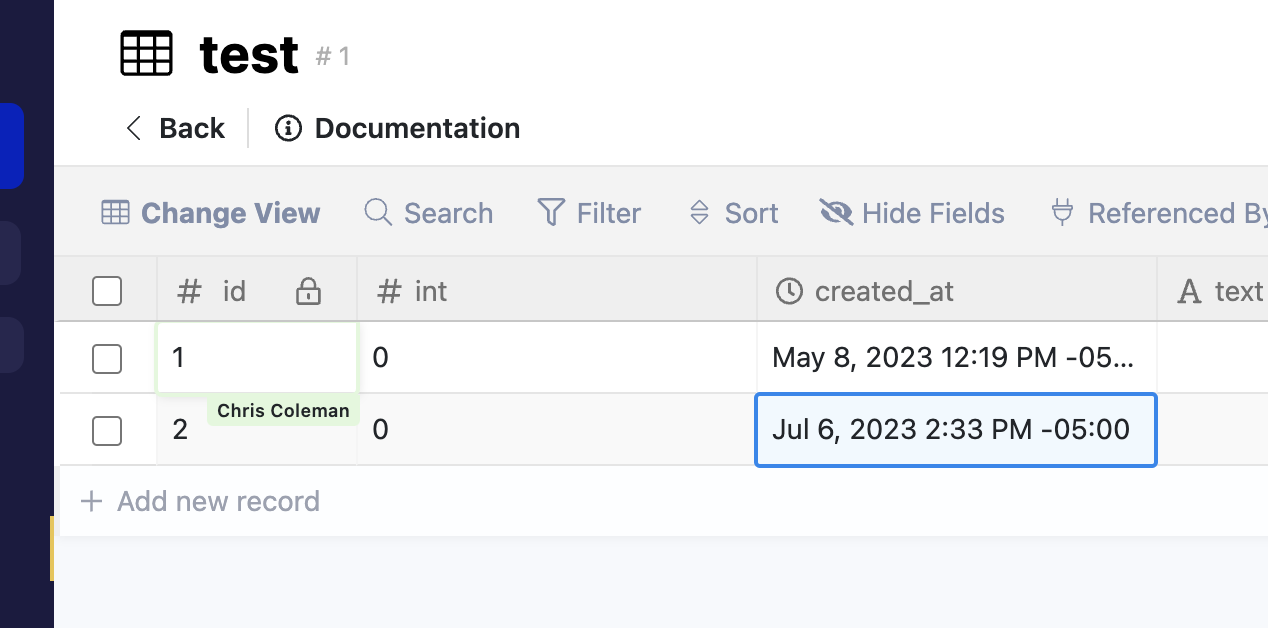 test # 1
Back Documentation
Change View Search Filter Sort Hide Fields Referenced By
# id # int created_at A text
1 0 May 8, 2023 12:19 PM -05...
Chris Coleman
2 0 Jul 6, 2023 2:33 PM -05:00
+ Add new record